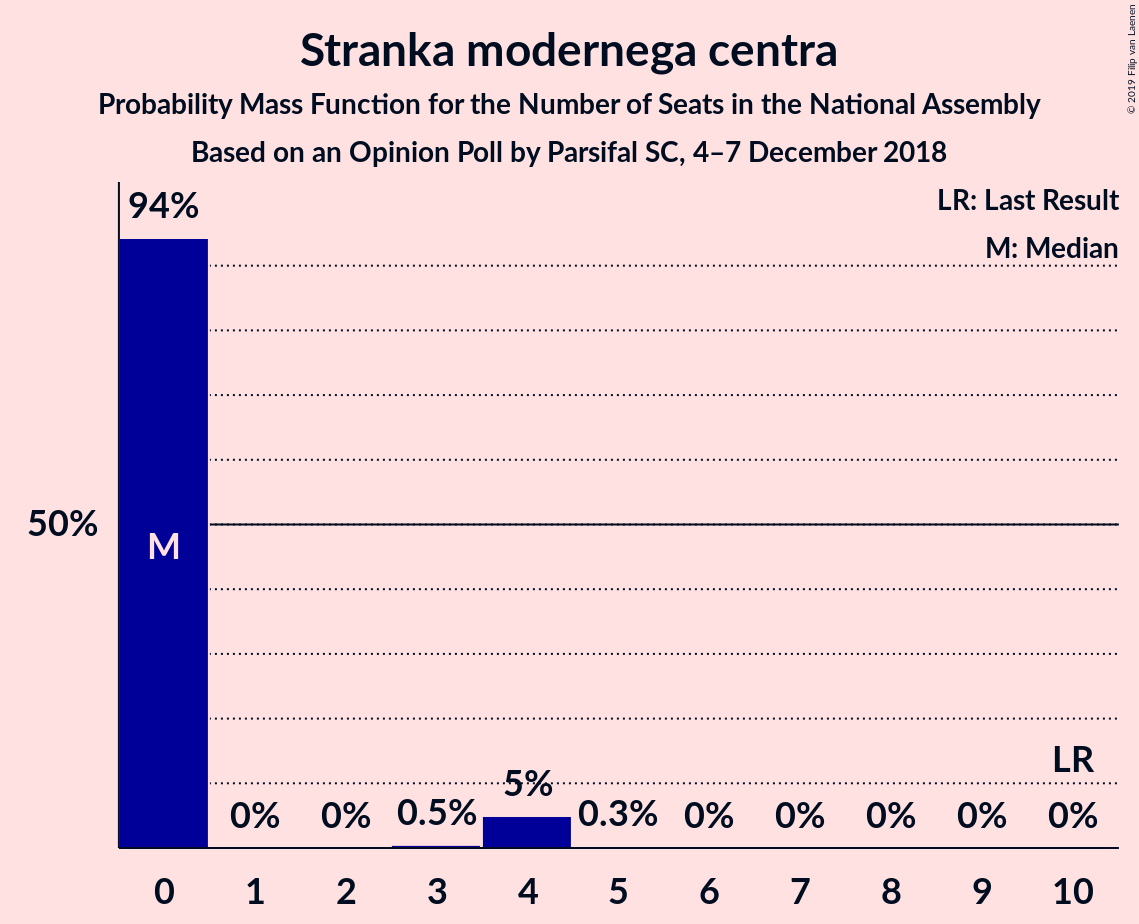 Stranka modernega centra
Probability Mass Function for the Number of Seats in the National Assembly
Based on an Opinion Poll by Parsifal SC, 4–7 December 2018
© 2019 Filip van Laenen
LR: Last Result
M: Median
94%
50%
M
LR
0% 0% 0.5% 5% 0.3% 0% 0% 0% 0% 0%
0 1 2 3 4 5 6 7 8 9 10